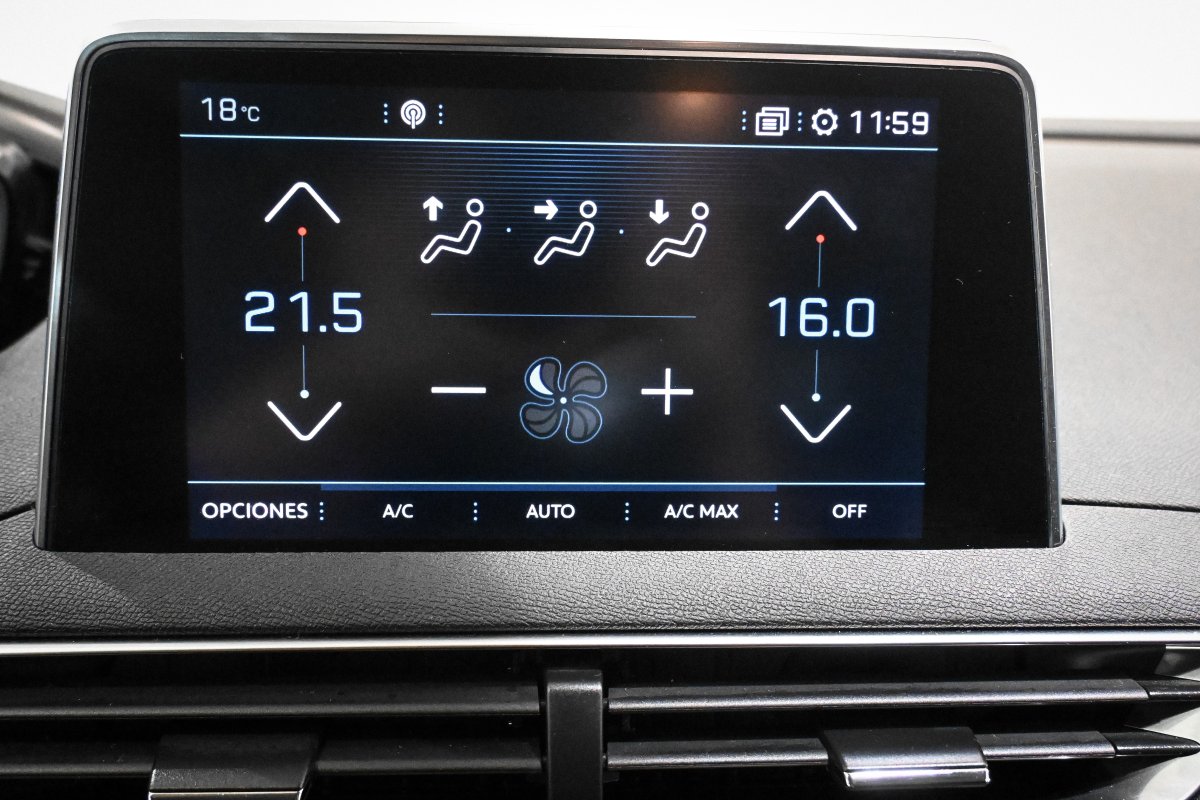 18°C 11:59
21.5 16.0
OPCIONES A/C AUTO A/C MAX OFF